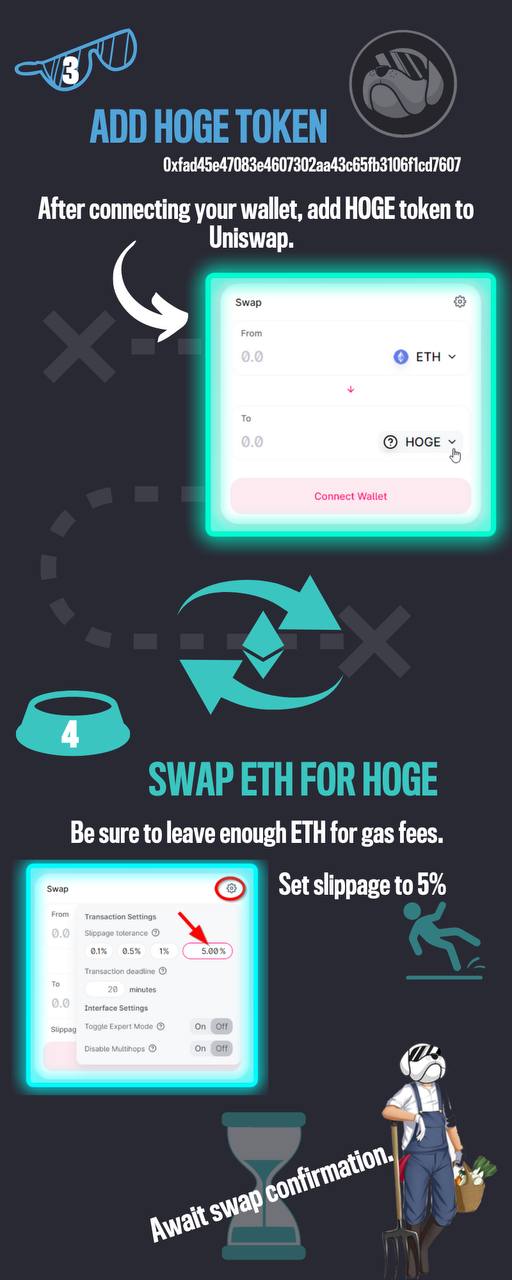 3
ADD HOGE TOKEN
0xfad45e47083e4607302aa43c65fb3106f1cd7607
After connecting your wallet, add HOGE token to
Uniswap.
Swap
From
0.0
ETH
To
0.0
HOGE
Connect Wallet
4
SWAP ETH FOR HOGE
Be sure to leave enough ETH for gas fees.
Set slippage to 5%
Swap
From
0.0
To
0.0
Slippag
Transaction Settings
Slippage tolerance
0.1% 0.5% 1% 5.00 %
Transaction deadline
20 minutes
Interface Settings
Toggle Expert Mode On Off
Disable Multihops On Off
Await swap confirmation.